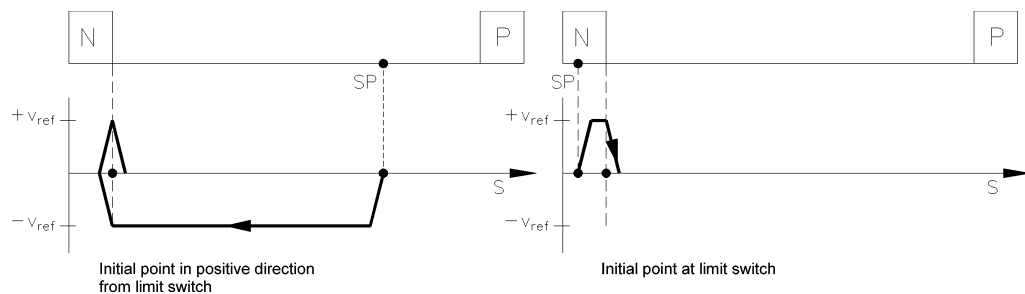 N
P
SP
+ vref
S
− vref
Initial point in positive direction
from limit switch
N
P
SP
+ vref
S
− vref
Initial point at limit switch